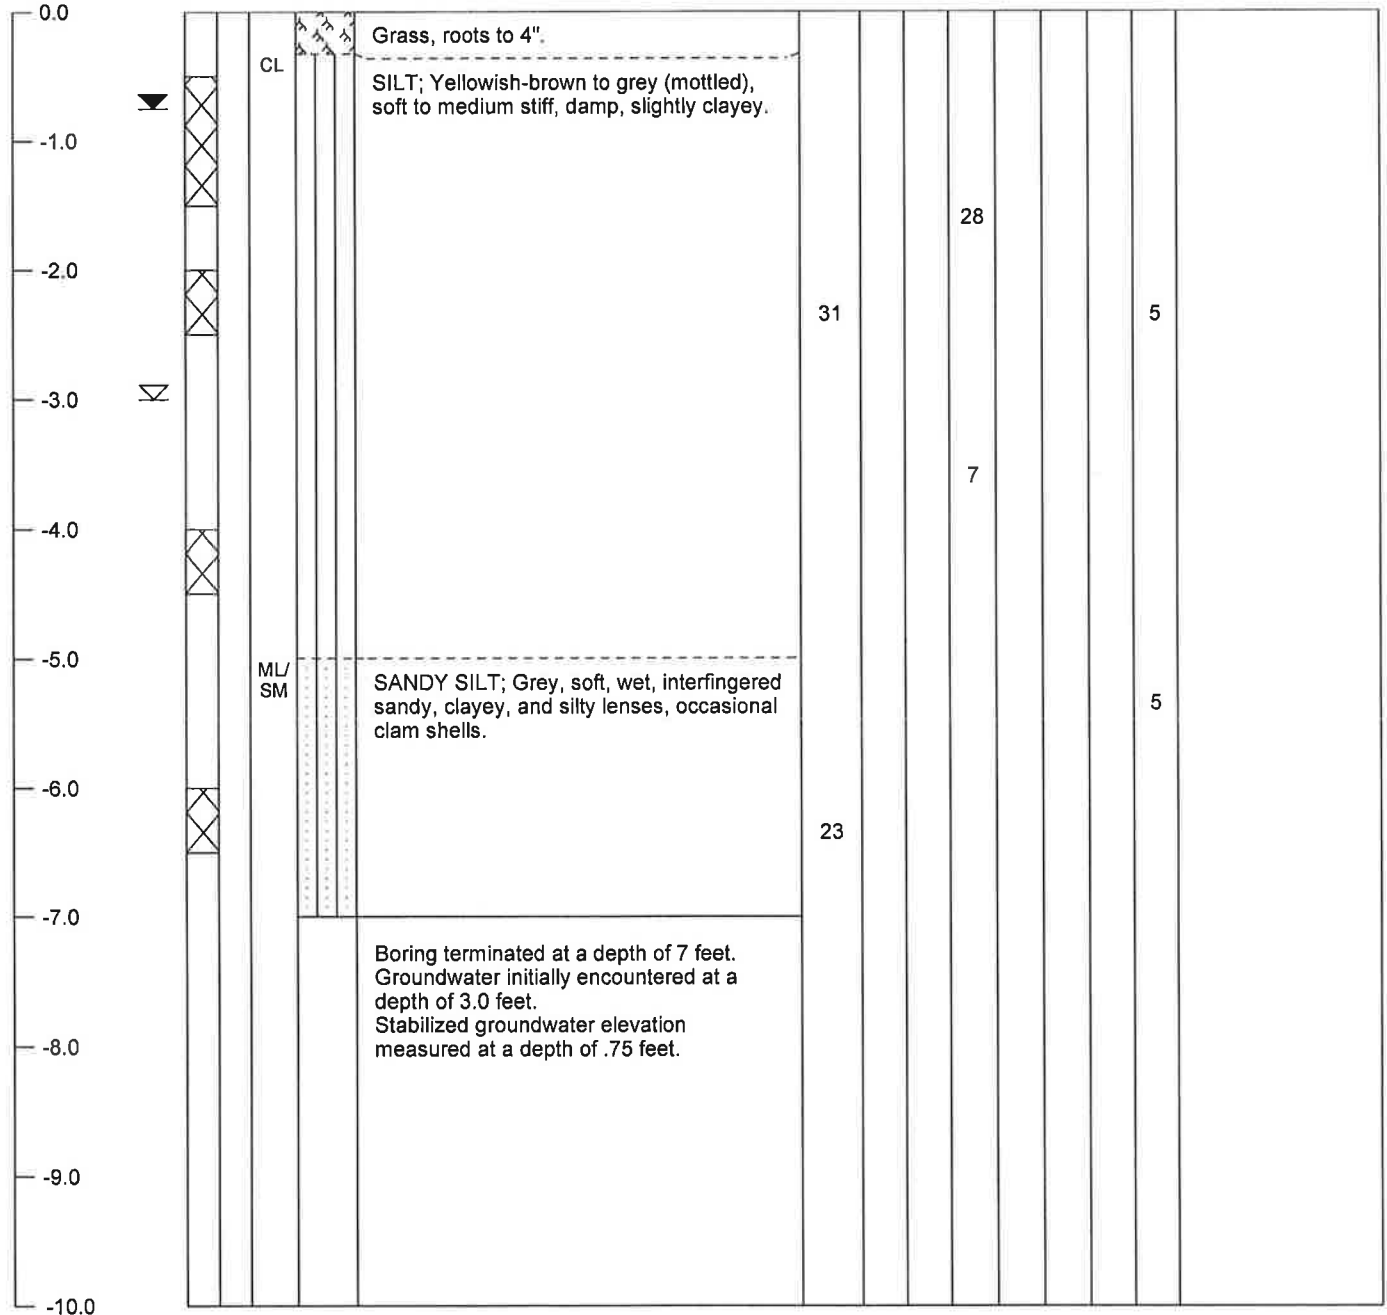 0.0
Grass, roots to 4".
CL
SILT; Yellowish-brown to grey (mottled),
soft to medium stiff, damp, slightly clayey.
-1.0
28
-2.0
31
5
-3.0
7
-4.0
-5.0
ML/
SM
SANDY SILT; Grey, soft, wet, interfingered
sandy, clayey, and silty lenses, occasional
clam shells.
5
-6.0
23
-7.0
Boring terminated at a depth of 7 feet.
Groundwater initially encountered at a
depth of 3.0 feet.
Stabilized groundwater elevation
measured at a depth of .75 feet.
-8.0
-9.0
-10.0